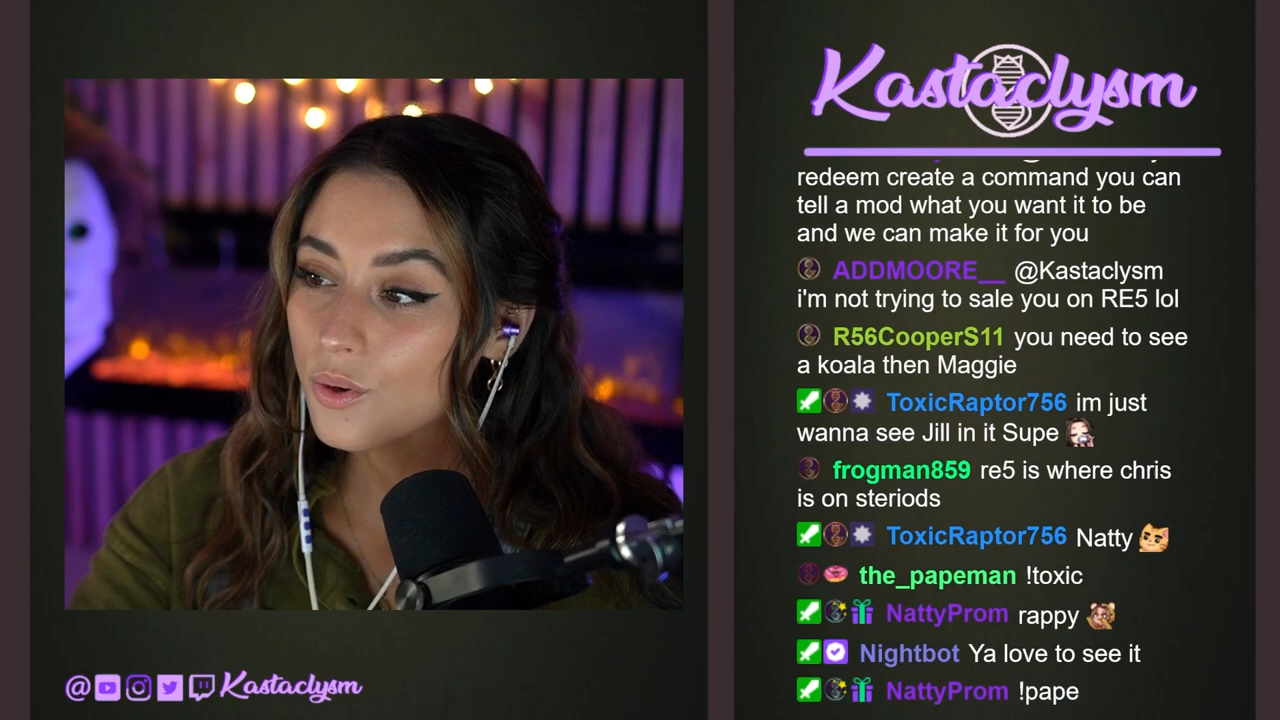 Kastaclysm
redeem create a command you can
tell a mod what you want it to be
and we can make it for you
ADDMOORE__ @Kastaclysm
i'm not trying to sale you on RE5 lol
R56CooperS11 you need to see
a koala then Maggie
ToxicRaptor756 im just
wanna see Jill in it Supe
frogman859 re5 is where chris
is on steriods
ToxicRaptor756 Natty
the_papeman !toxic
NattyProm rappy
Nightbot Ya love to see it
NattyProm !pape
@ Kastaclysm